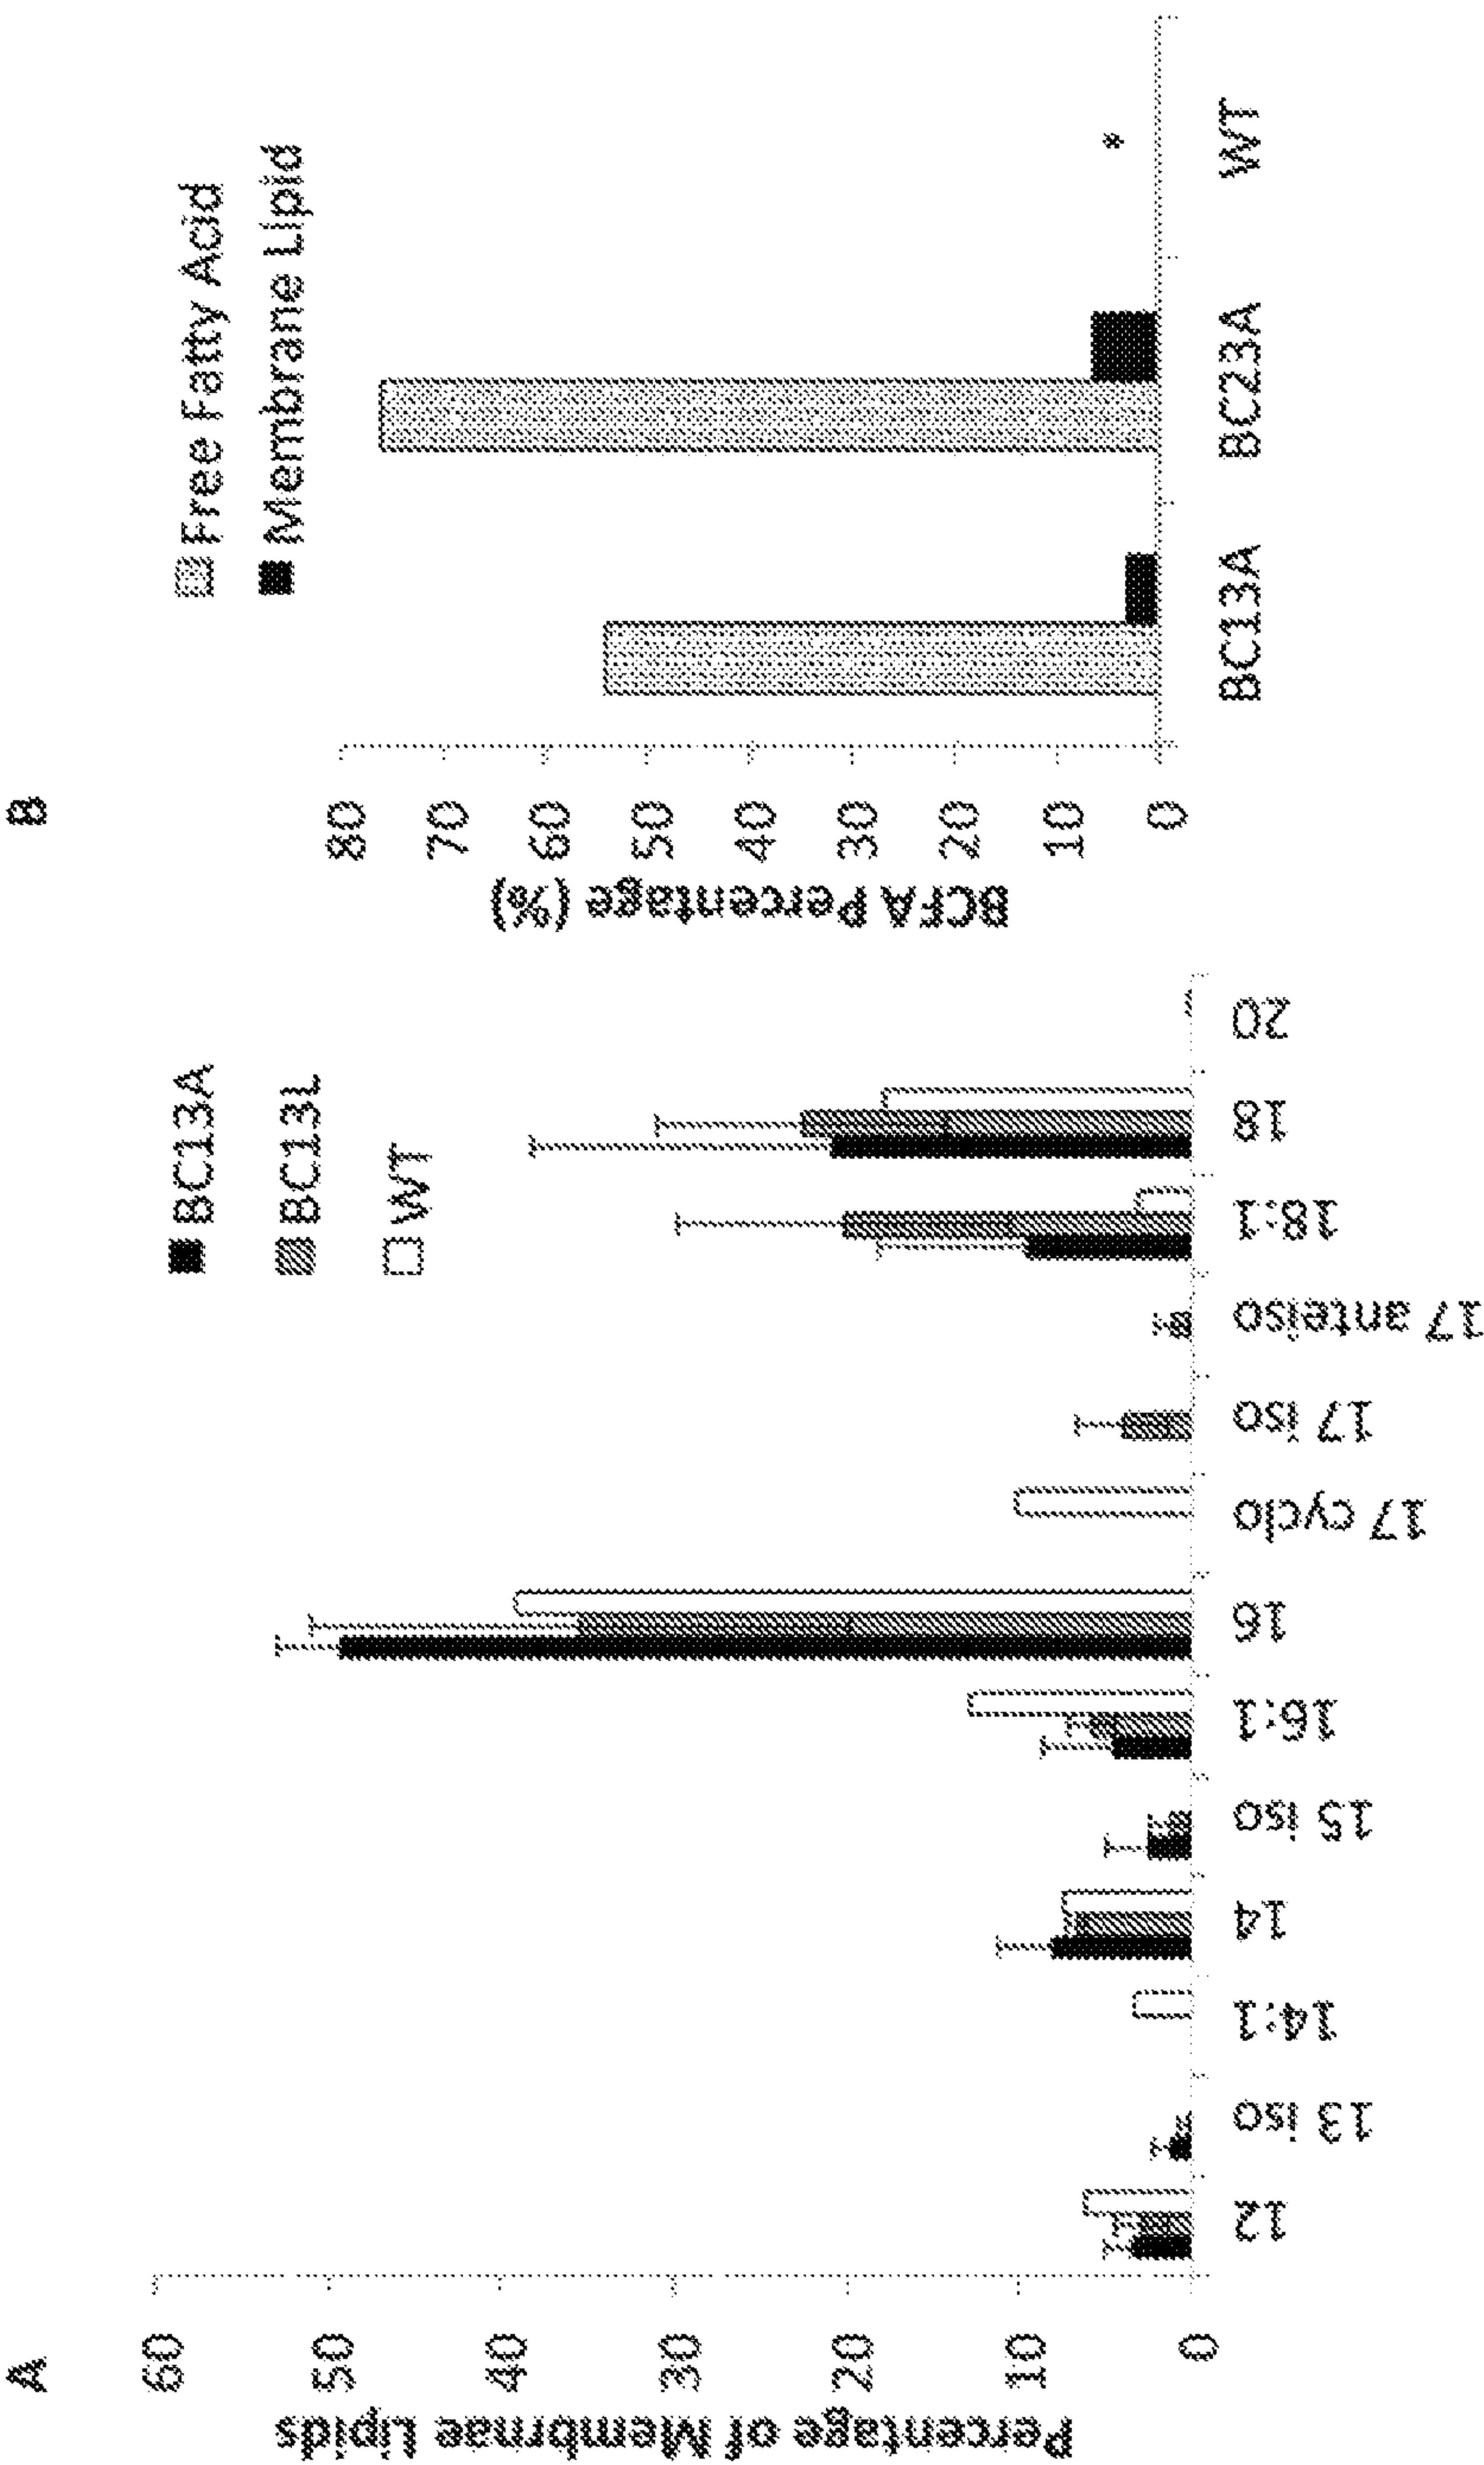 A
Percentage of Membrnae Lipids
60
50
40
30
20
10
0
BC13A
BC13L
WT
12
13 iso
14:1
14
15 iso
16:1
16
17 cyclo
17 iso
17 anteiso
18:1
18
20
B
BCFA Percentage (%)
80
70
60
50
40
30
20
10
0
Free Fatty Acid
Membrane Lipid
*
BC13A
BC23A
WT